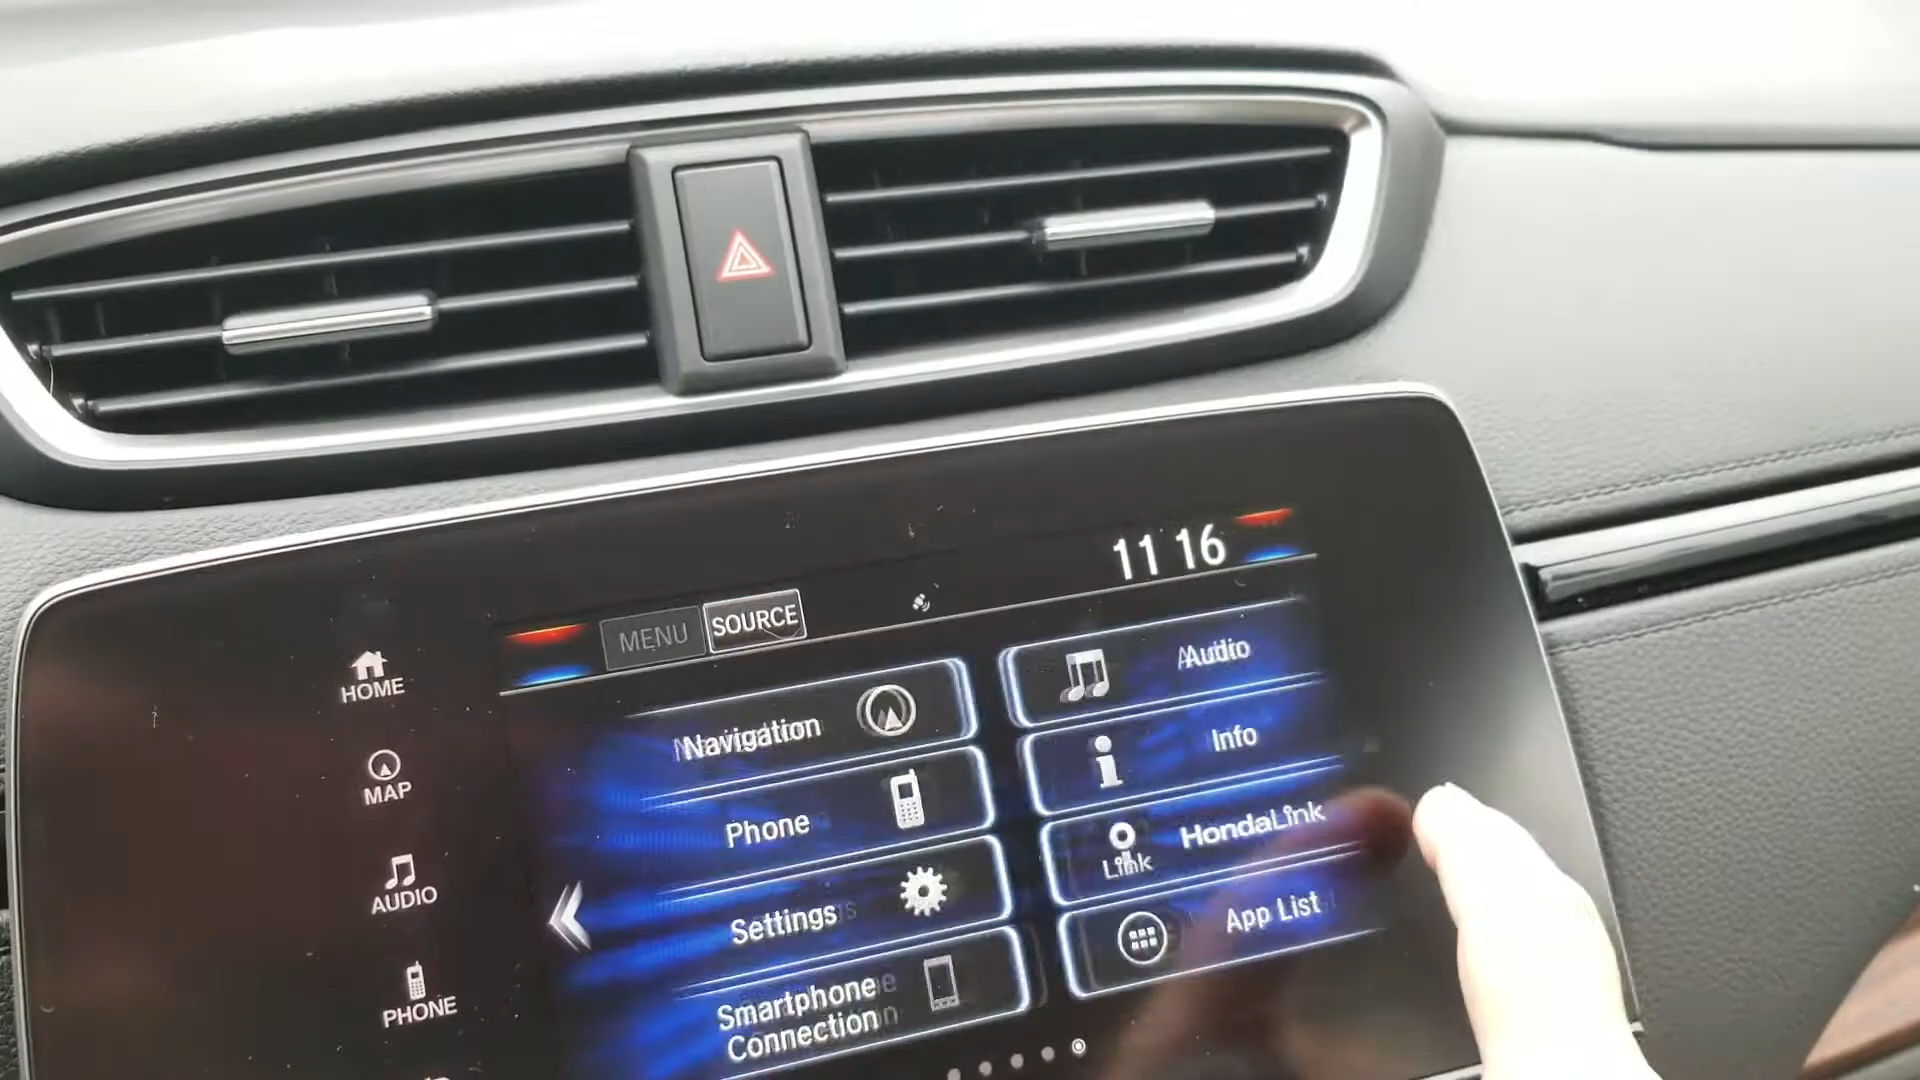 11 16
MENU
SOURCE
HOME
MAP
AUDIO
PHONE
Navigation
Phone
Settings
Smartphone
Connection
Audio
Info
Link
HondaLink
App List